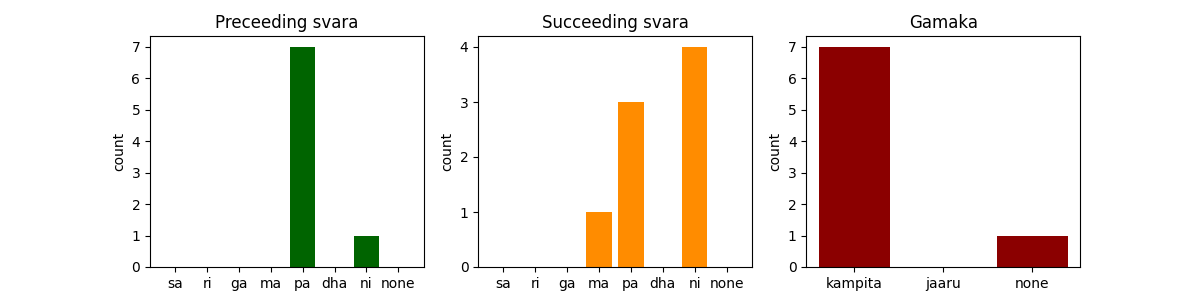 Preceeding svara
count
7
6
5
4
3
2
1
0
sa ri ga ma pa dha ni none
Succeeding svara
count
4
3
2
1
0
sa ri ga ma pa dha ni none
Gamaka
count
7
6
5
4
3
2
1
0
kampita jaaru none